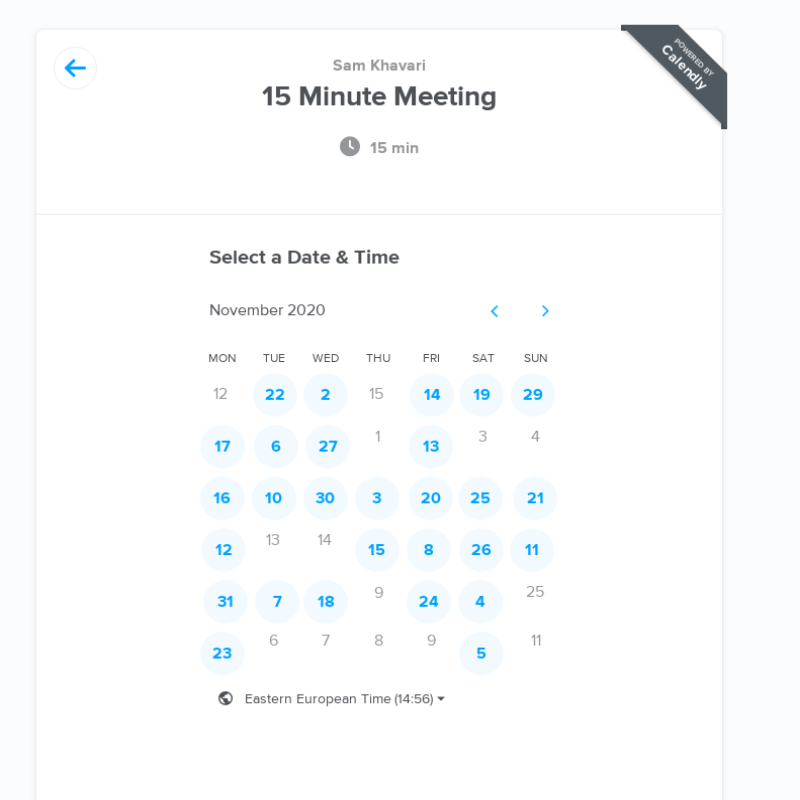 POWERED BY
Calendly
Sam Khavari
15 Minute Meeting
15 min
Select a Date & Time
November 2020
MON TUE WED THU FRI SAT SUN
12 22 2 15 14 19 29
17 6 27 1 13 3 4
16 10 30 3 20 25 21
12 13 14 15 8 26 11
31 7 18 9 24 4 25
23 6 7 8 9 5 11
Eastern European Time (14:56)